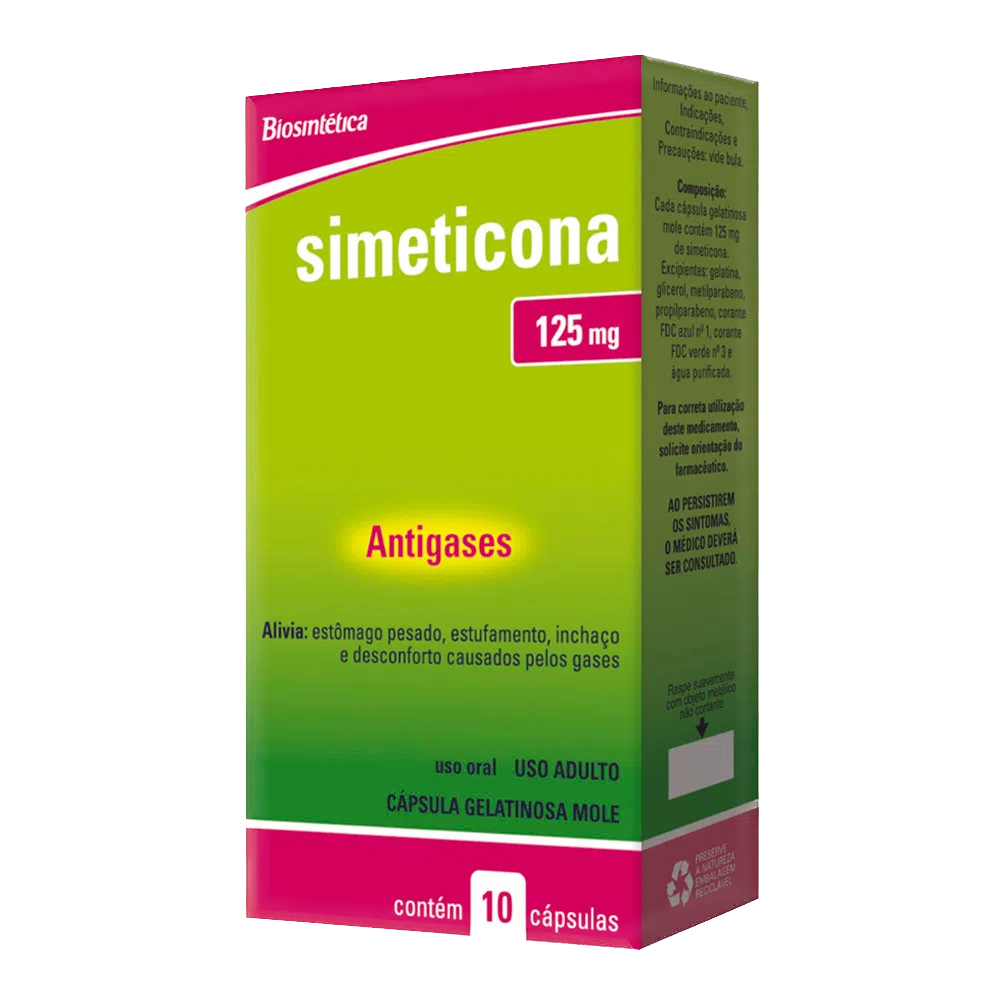 Biosintética
simeticona
125 mg
Antigases
Alivia: estômago pesado, estufamento, inchaço
e desconforto causados pelos gases
uso oral USO ADULTO
CÁPSULA GELATINOSA MOLE
contém 10 cápsulas
Informações ao paciente,
Indicações,
Contraindicações e
Precauções: vide bula.
Composição:
Cada cápsula gelatinosa
mole contém 125 mg
de simeticona.
Excipientes: gelatina,
glicerol, metilparabeno,
propilparabeno, corante
FDC azul nº 1, corante
FDC verde nº 3 e
água purificada.
Para correta utilização
deste medicamento,
solicite orientação do
farmacêutico.
AO PERSISTIREM
OS SINTOMAS,
O MÉDICO DEVERÁ
SER CONSULTADO.
Raspe suavemente
com objeto metálico
não cortante
PRESERVE
A NATUREZA
EMBALAGEM
RECICLÁVEL